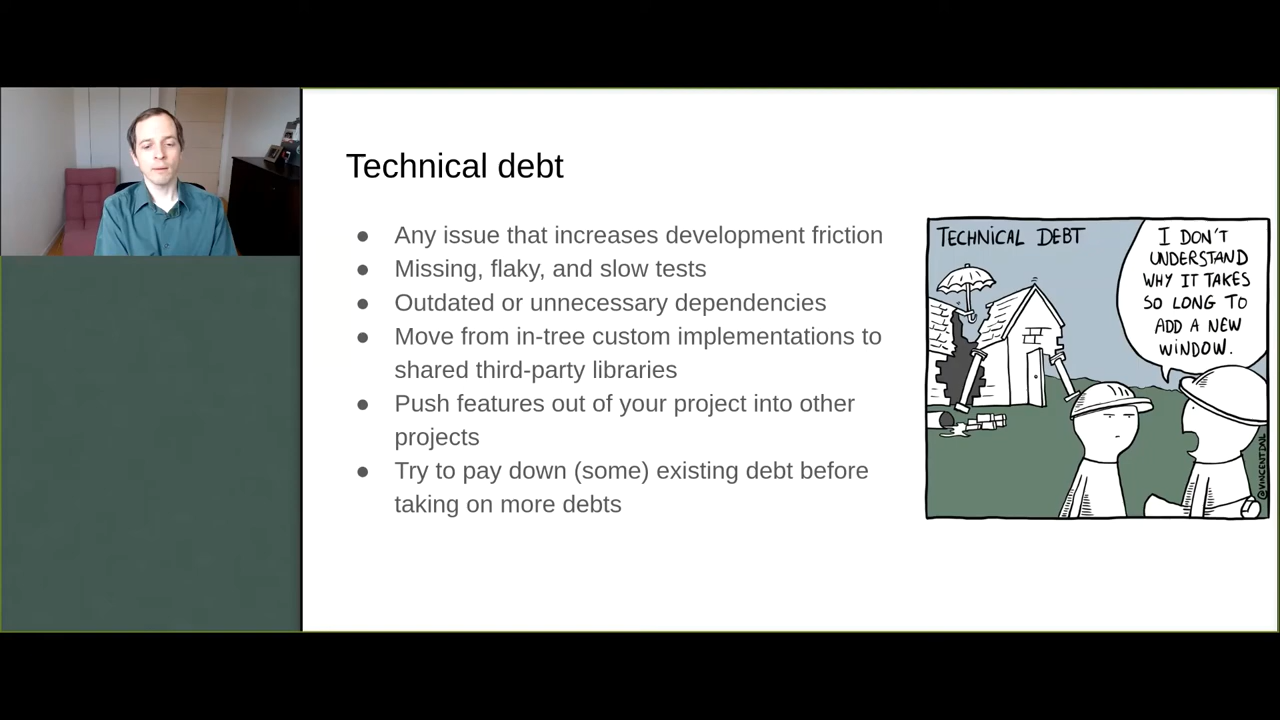 Technical debt
● Any issue that increases development friction
● Missing, flaky, and slow tests
● Outdated or unnecessary dependencies
● Move from in-tree custom implementations to
shared third-party libraries
● Push features out of your project into other
projects
● Try to pay down (some) existing debt before
taking on more debts
TECHNICAL DEBT
I DON'T
UNDERSTAND
WHY IT TAKES
SO LONG TO
ADD A NEW
WINDOW.
@VINCENTDNL